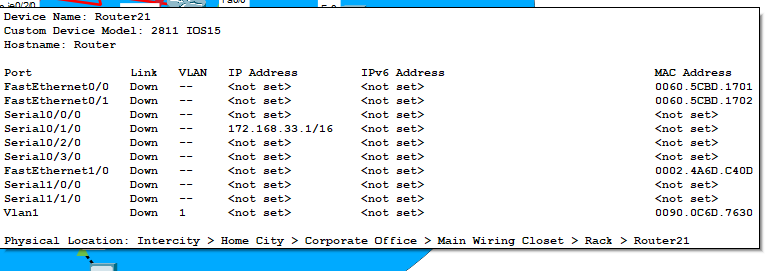 Device Name: Router21
Custom Device Model: 2811 IOS15
Hostname: Router
Port Link VLAN IP Address IPv6 Address MAC Address
FastEthernet0/0 Down -- <not set> <not set> 0060.5CBD.1701
FastEthernet0/1 Down -- <not set> <not set> 0060.5CBD.1702
Serial0/0/0 Down -- <not set> <not set> <not set>
Serial0/1/0 Down -- 172.168.33.1/16 <not set> <not set>
Serial0/2/0 Down -- <not set> <not set> <not set>
Serial0/3/0 Down -- <not set> <not set> <not set>
FastEthernet1/0 Down -- <not set> <not set> 0002.4A6D.C40D
Serial1/0/0 Down -- <not set> <not set> <not set>
Serial1/1/0 Down -- <not set> <not set> <not set>
Vlan1 Down 1 <not set> <not set> 0090.0C6D.7630
Physical Location: Intercity > Home City > Corporate Office > Main Wiring Closet > Rack > Router21